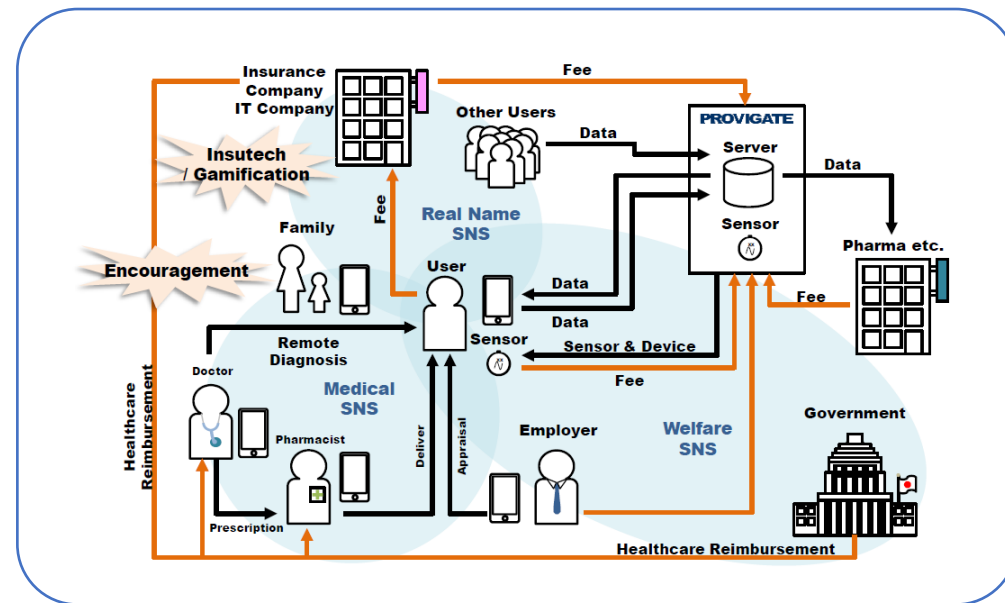 Insurance
Company
IT Company
Fee
Other Users
Data
PROVIGATE
Server
Data
Sensor
Insutech
/ Gamification
Fee
Real Name
SNS
Family
Pharma etc.
Encouragement
User
Data
Data
Fee
Sensor
Sensor & Device
Fee
Remote
Diagnosis
Doctor
Medical
SNS
Healthcare
Reimbursement
Pharmacist
Deliver
Appraisal
Employer
Welfare
SNS
Government
Prescription
Healthcare Reimbursement